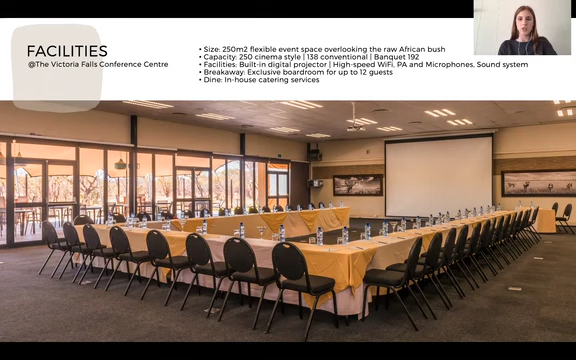 FACILITIES
@The Victoria Falls Conference Centre
• Size: 250m2 flexible event space overlooking the raw African bush
• Capacity: 250 cinema style | 138 conventional | Banquet 192
• Facilities: Built-in digital projector | High-speed WiFi, PA and Microphones, Sound system
• Breakaway: Exclusive boardroom for up to 12 guests
• Dine: In-house catering services